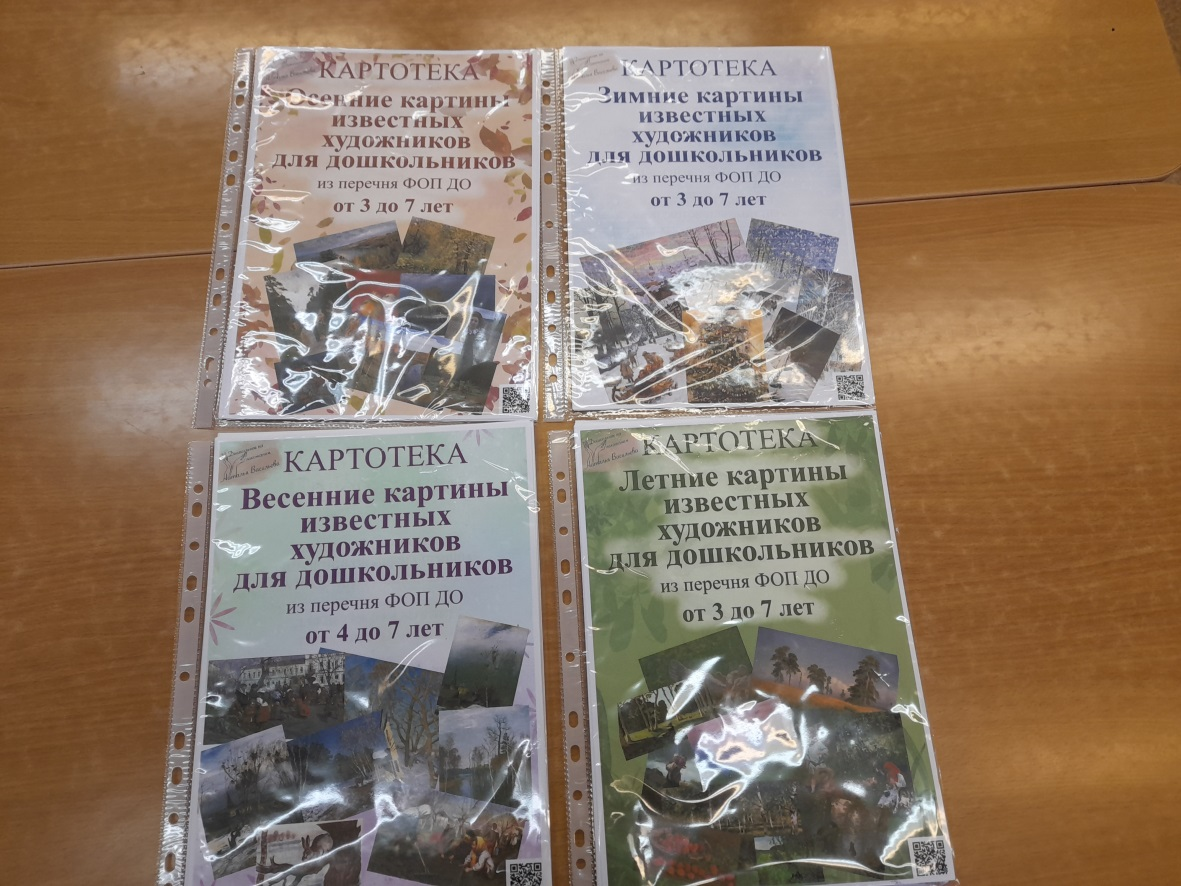 КАРТОТЕКА
Осенние картины
известных
художников
для дошкольников
из перечня ФОП ДО
от 3 до 7 лет
КАРТОТЕКА
Зимние картины
известных
художников
для дошкольников
из перечня ФОП ДО
от 3 до 7 лет
КАРТОТЕКА
Весенние картины
известных
художников
для дошкольников
из перечня ФОП ДО
от 4 до 7 лет
КАРТОТЕКА
Летние картины
известных
художников
для дошкольников
из перечня ФОП ДО
от 3 до 7 лет